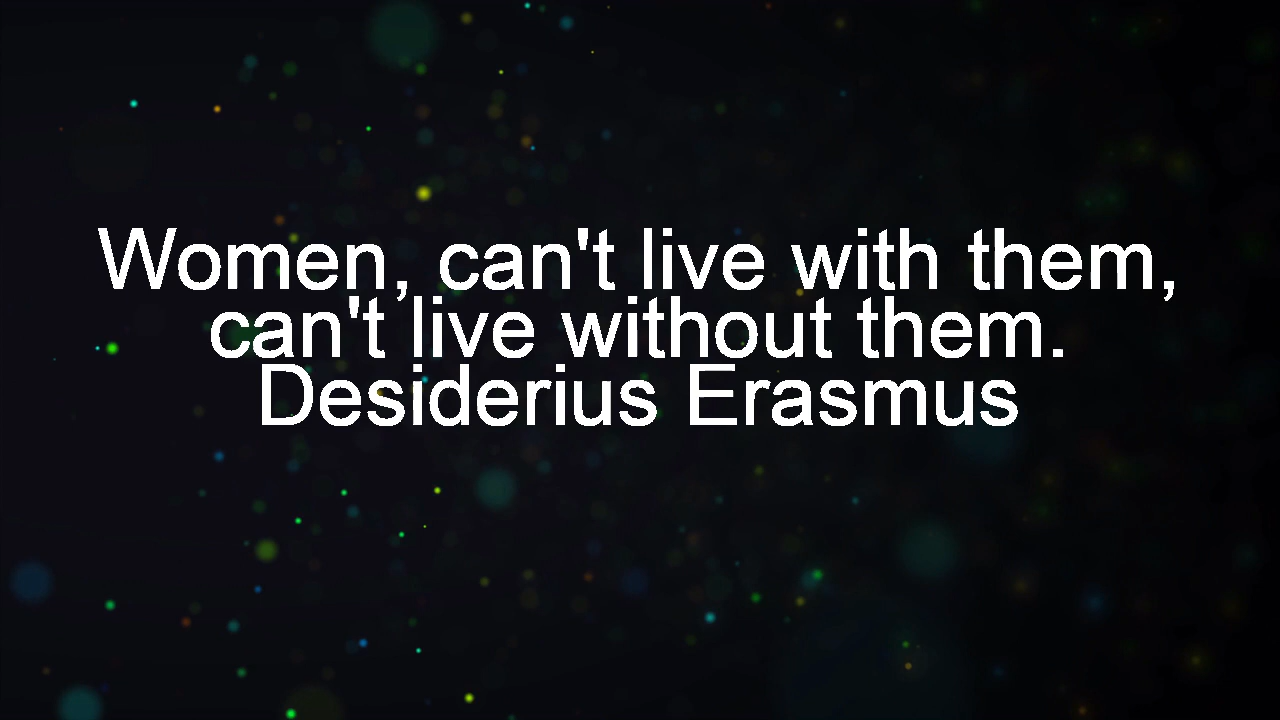 Women, can't live with them,
can't live without them.
Desiderius Erasmus